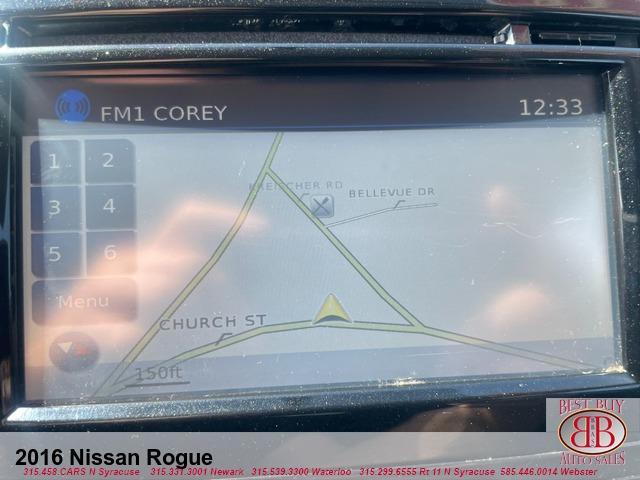 FM1 COREY
12:33
1 2
3 4
5 6
Menu
KREITCHER RD
BELLEVUE DR
CHURCH ST
150ft
BEST BUY
BB
AUTO SALES
2016 Nissan Rogue
315.458.CARS N Syracuse 315.331.3001 Newark 315.539.3300 Waterloo 315.299.6555 Rt 11 N Syracuse 585.446.0014 Webster